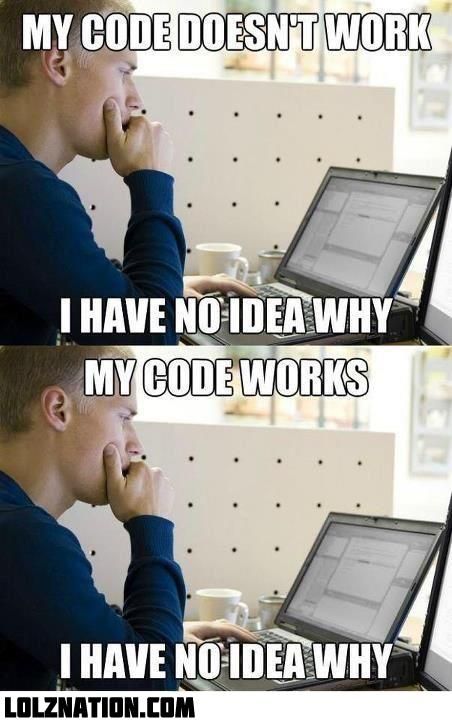 MY CODE DOESN'T WORK
I HAVE NO IDEA WHY
MY CODE WORKS
I HAVE NO IDEA WHY
LOLZNATION.COM